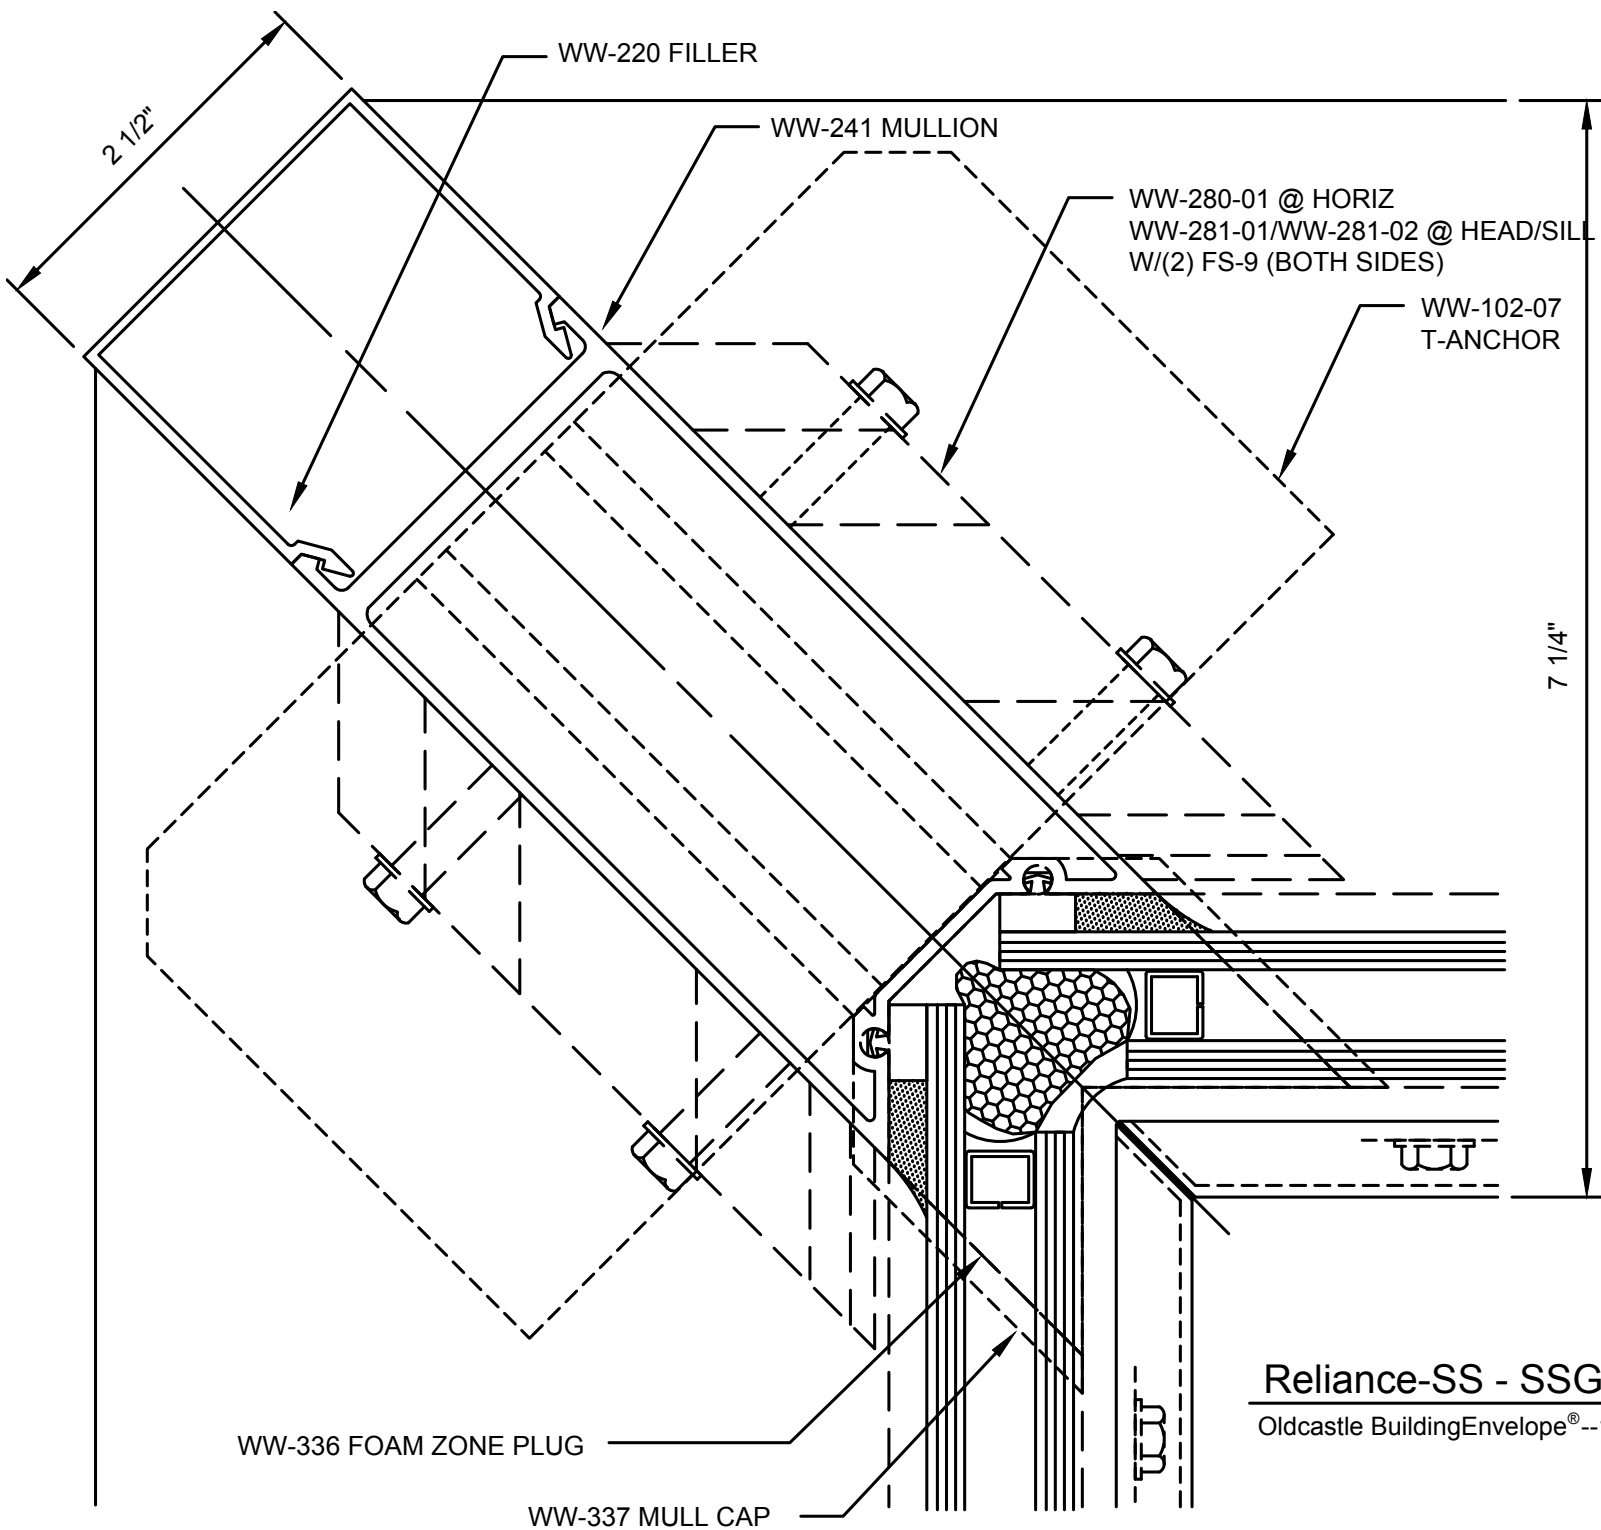 WW-220 FILLER
2 1/2"
WW-241 MULLION
WW-280-01 @ HORIZ
WW-281-01/WW-281-02 @ HEAD/SILL
W/(2) FS-9 (BOTH SIDES)
WW-102-07
T-ANCHOR
7 1/4"
Reliance-SS - SSG
Oldcastle BuildingEnvelope®--
WW-336 FOAM ZONE PLUG
WW-337 MULL CAP